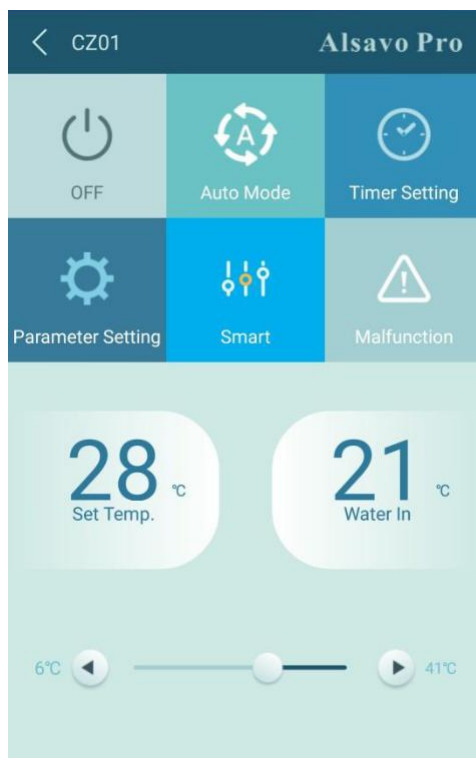 CZ01
Alsavo Pro
OFF
A
Auto Mode
Timer Setting
Parameter Setting
Smart
Malfunction
28 ℃
Set Temp.
21 ℃
Water In
6℃
41℃